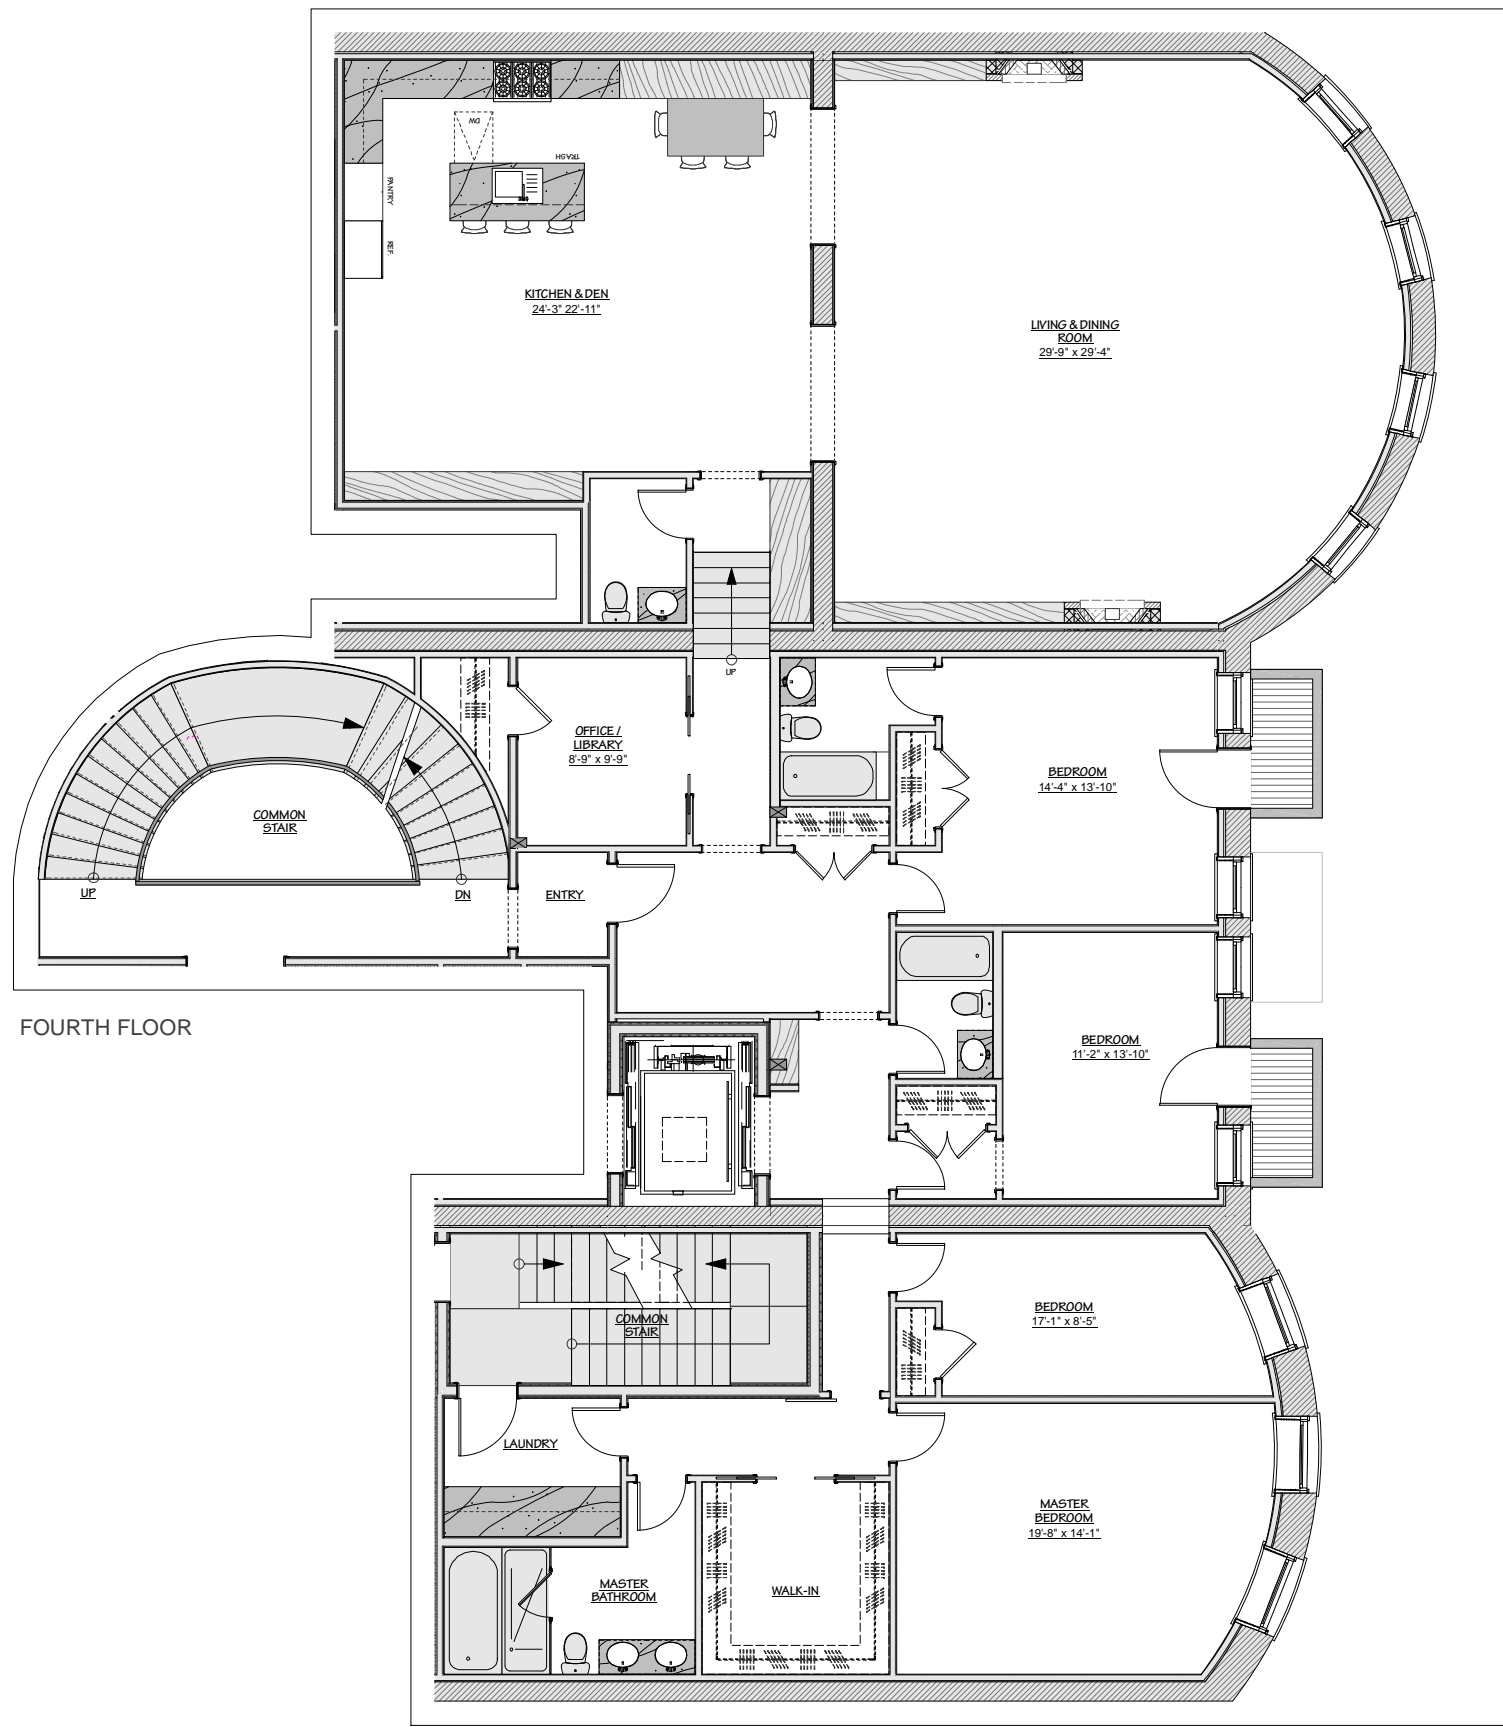 DW
TRASH
PANTRY
REF.
KITCHEN & DEN
24'-3" 22'-11"
LIVING & DINING
ROOM
29'-9" x 29'-4"
UP
OFFICE /
LIBRARY
8'-9" x 9'-9"
BEDROOM
14'-4" x 13'-10"
COMMON
STAIR
UP
DN
ENTRY
FOURTH FLOOR
BEDROOM
11'-2" x 13'-10"
BEDROOM
17'-1" x 8'-5"
COMMON
STAIR
LAUNDRY
MASTER
BEDROOM
19'-8" x 14'-1"
MASTER
BATHROOM
WALK-IN